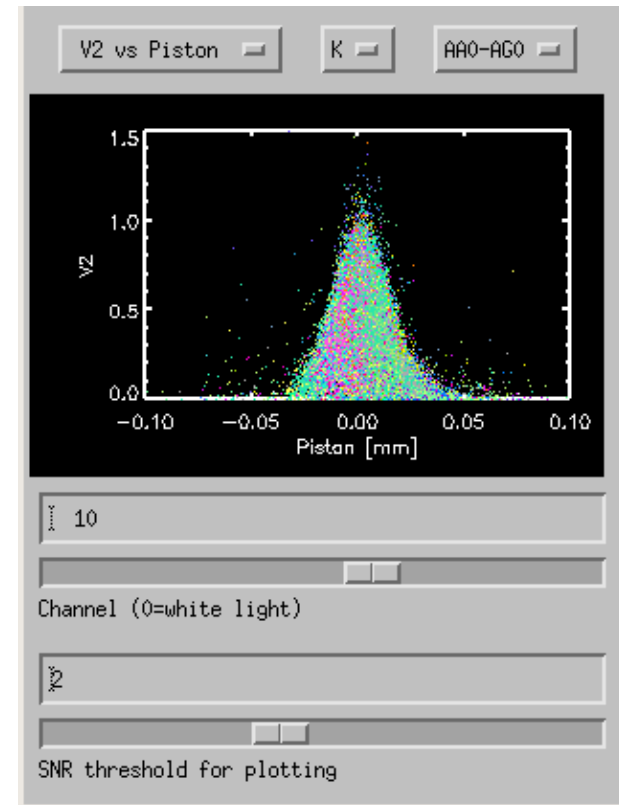 V2 vs Piston K AA0-AG0
1.5
1.0
V2
0.5
0.0
-0.10 -0.05 0.00 0.05 0.10
Piston [mm]
10
Channel (0=white light)
2
SNR threshold for plotting